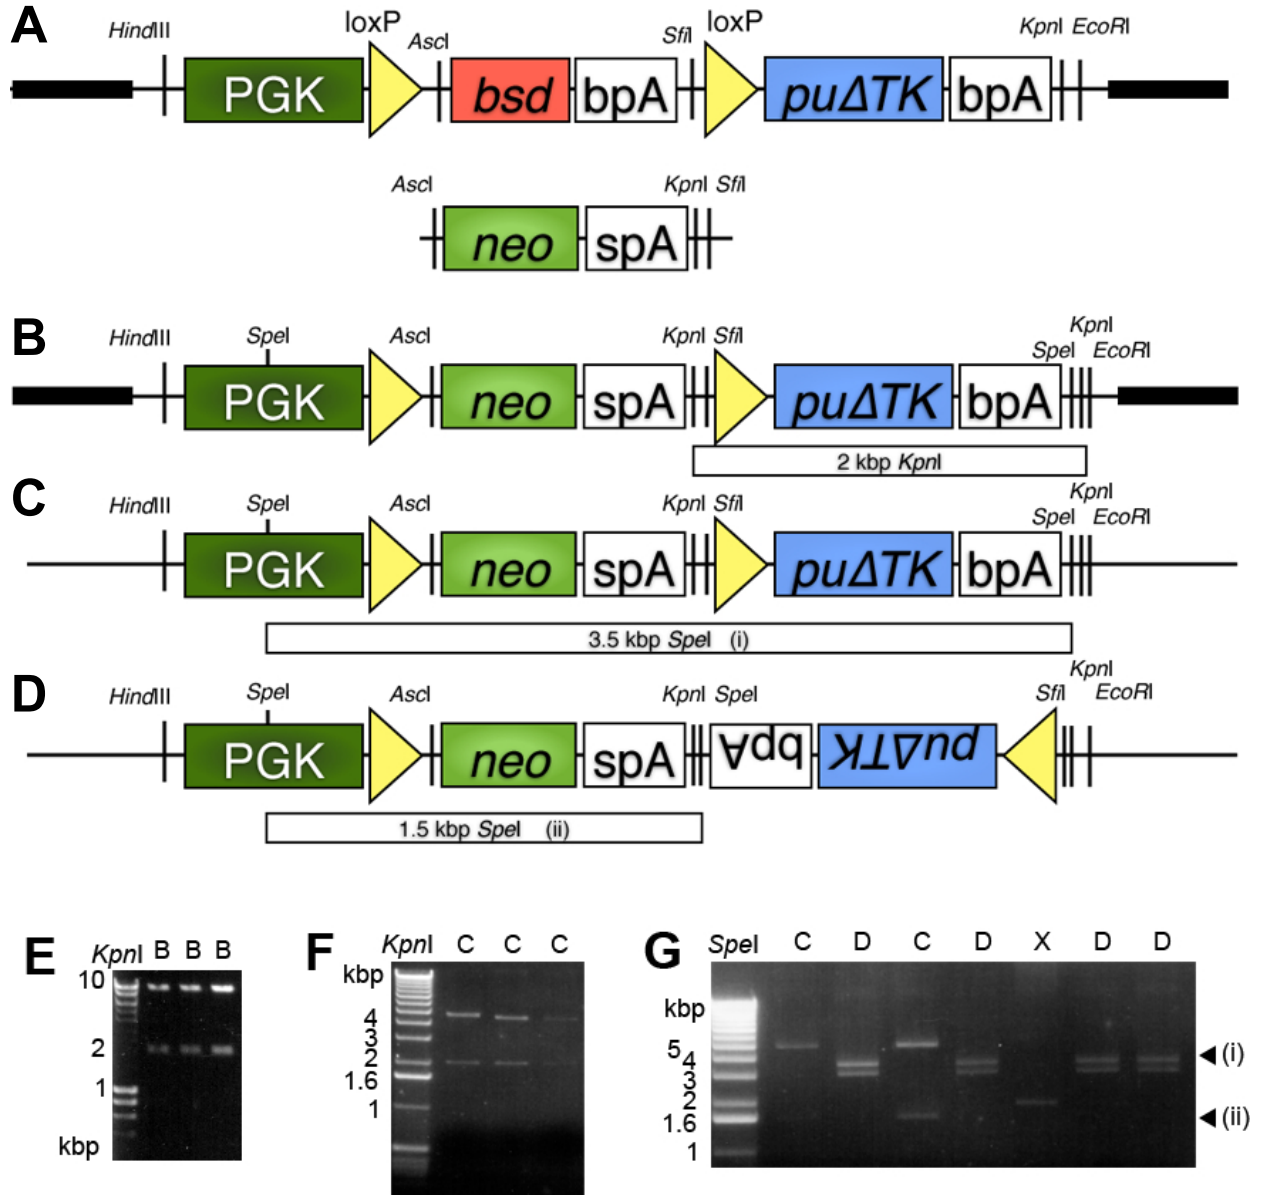 A
HindIII
loxP
AscI
SfiI
loxP
KpnI EcoRI
PGK
bsd
bpA
puΔTK
bpA
AscI
KpnI SfiI
neo
spA
B
HindIII
SpeI
AscI
KpnI SfiI
KpnI
SpeI EcoRI
PGK
neo
spA
puΔTK
bpA
2 kbp KpnI
C
HindIII
SpeI
AscI
KpnI SfiI
KpnI
SpeI EcoRI
PGK
neo
spA
puΔTK
bpA
3.5 kbp SpeI (i)
D
HindIII
SpeI
AscI
KpnI SpeI
KpnI
SfiI EcoRI
PGK
neo
spA
bpA
puΔTK
1.5 kbp SpeI (ii)
E
KpnI B B B
10
2
1
kbp
F
KpnI C C C
kbp
4
3
2
1.6
1
G
SpeI C D C D X D D
kbp
5
4
3
2
1.6
1
(i)
(ii)